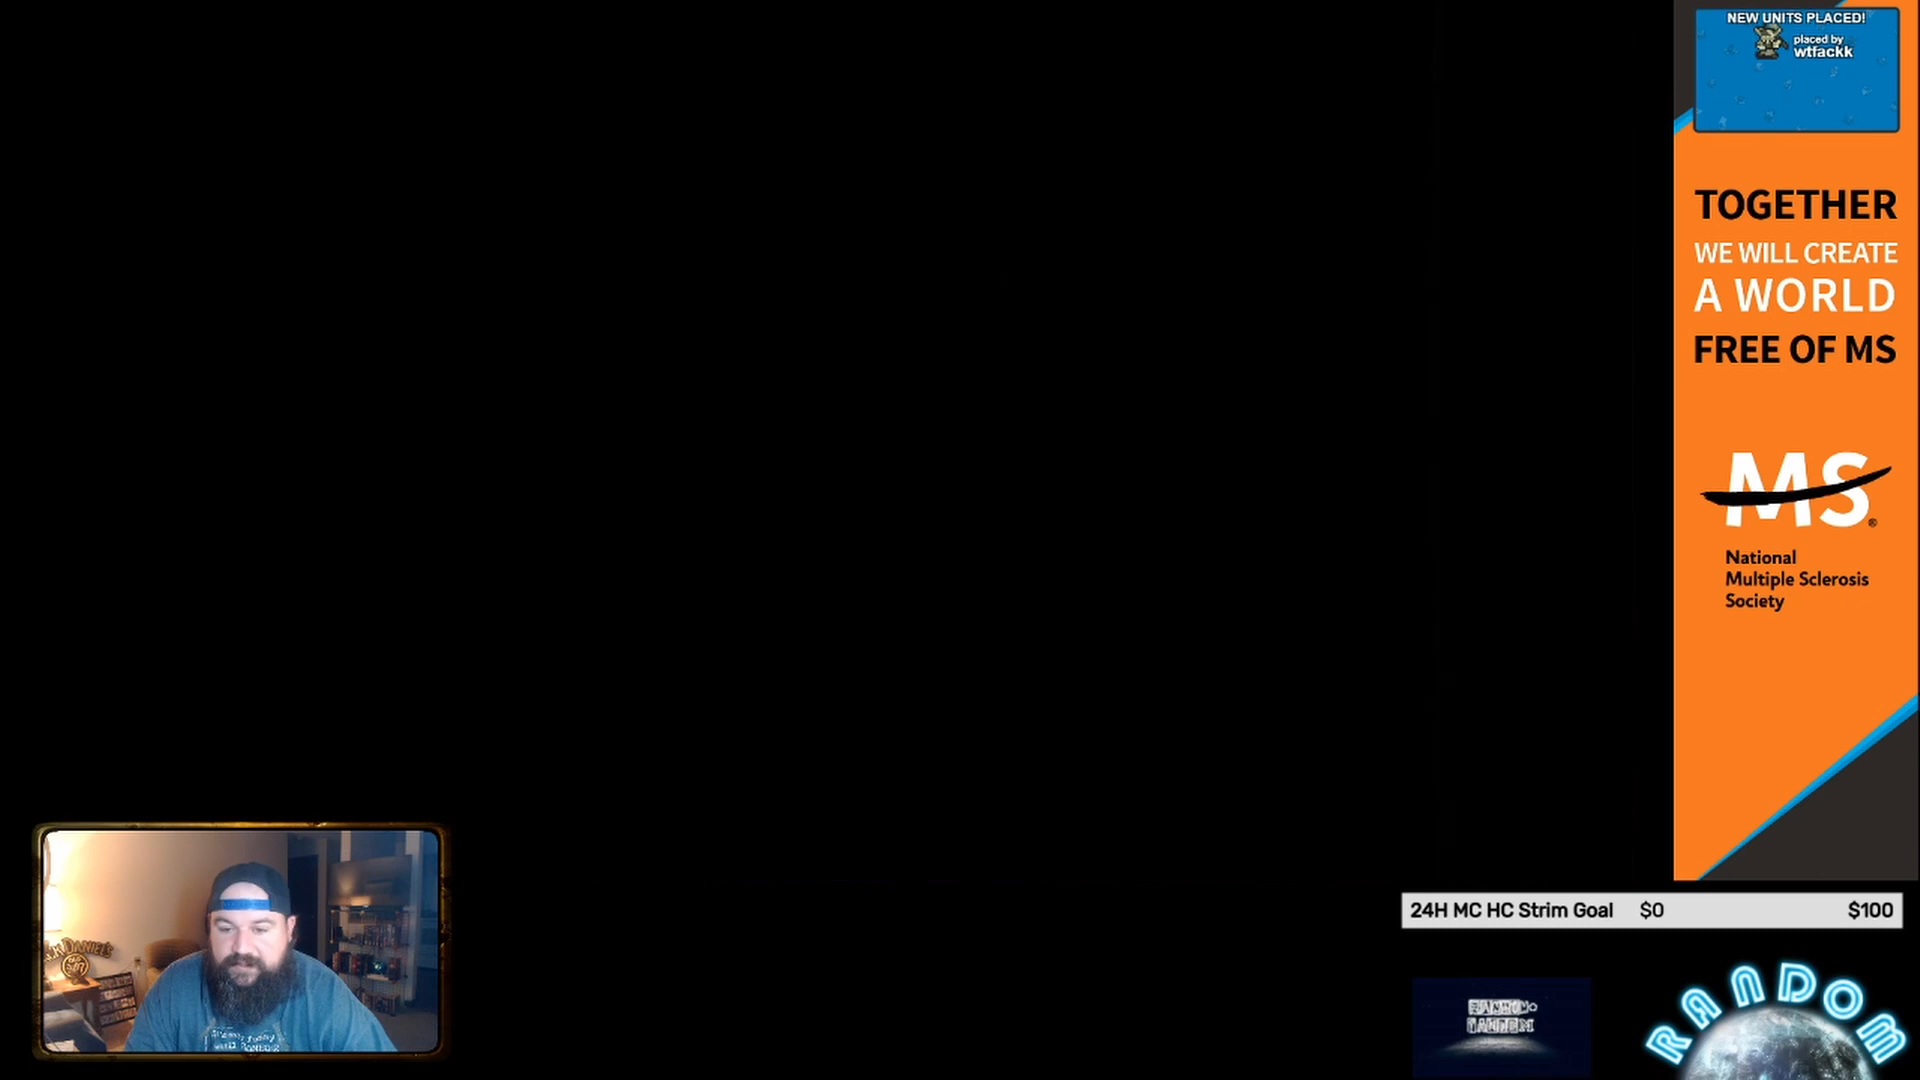 NEW UNITS PLACED!
placed by
wtfackk
TOGETHER
WE WILL CREATE
A WORLD
FREE OF MS
MS®
National
Multiple Sclerosis
Society
24H MC HC Strim Goal $0 $100
RANDOM